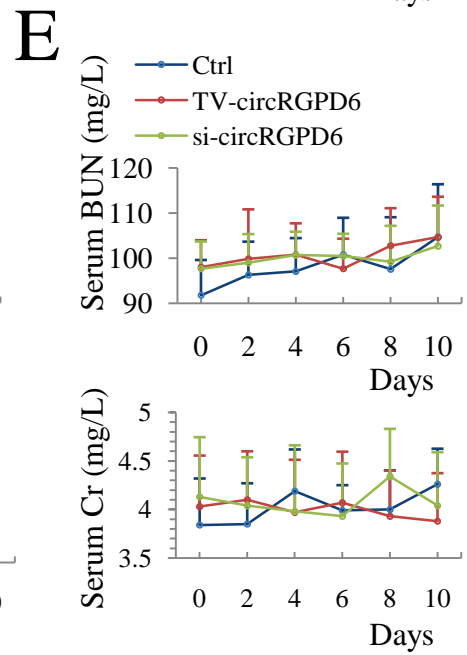 E
Ctrl
TV-circRGPD6
si-circRGPD6
Serum BUN (mg/L)
120
110
100
90
0 2 4 6 8 10
Days
Serum Cr (mg/L)
5
4.5
4
3.5
0 2 4 6 8 10
Days